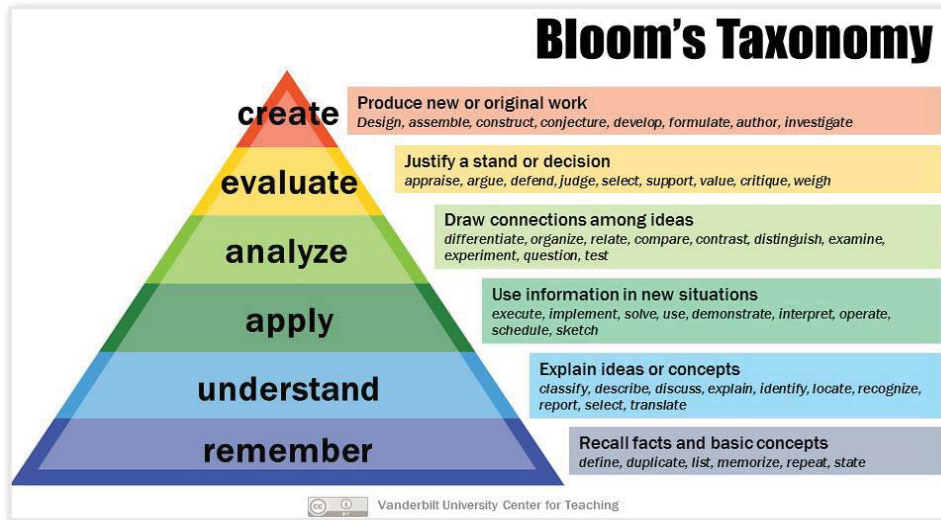 Bloom's Taxonomy
create
Produce new or original work
Design, assemble, construct, conjecture, develop, formulate, author, investigate
evaluate
Justify a stand or decision
appraise, argue, defend, judge, select, support, value, critique, weigh
analyze
Draw connections among ideas
differentiate, organize, relate, compare, contrast, distinguish, examine,
experiment, question, test
apply
Use information in new situations
execute, implement, solve, use, demonstrate, interpret, operate,
schedule, sketch
understand
Explain ideas or concepts
classify, describe, discuss, explain, identify, locate, recognize,
report, select, translate
remember
Recall facts and basic concepts
define, duplicate, list, memorize, repeat, state
cc BY
Vanderbilt University Center for Teaching